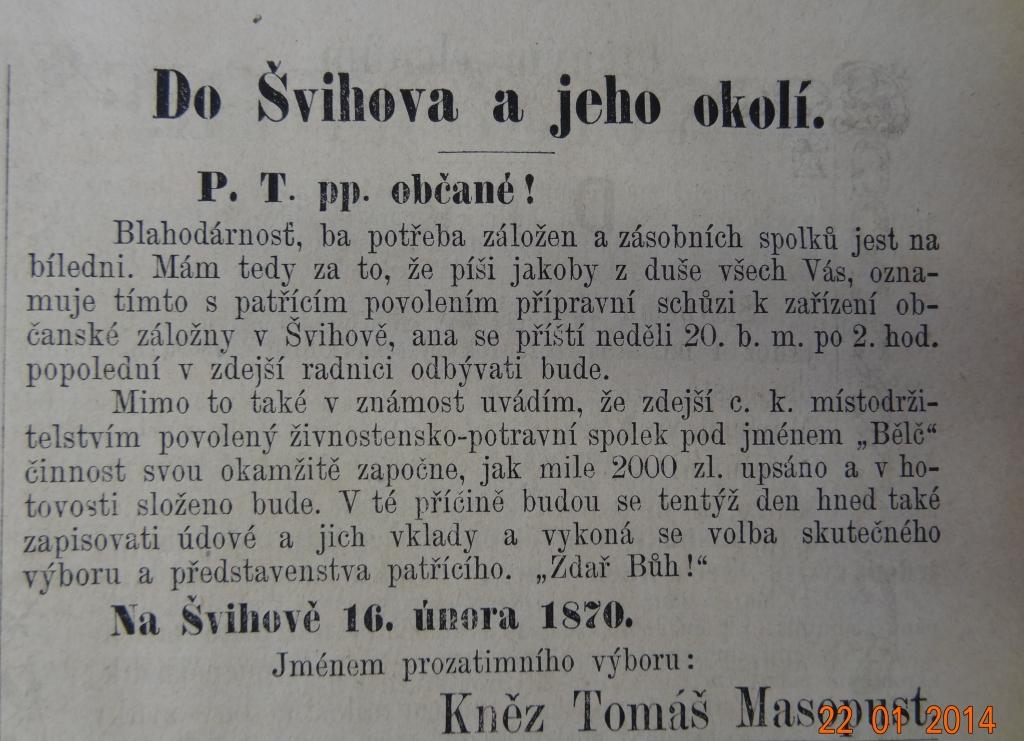 Do Švihova a jeho okolí.
P. T. pp. občané!
Blahodárnosť, ba potřeba záložen a zásobních spolků jest na
bíledni. Mám tedy za to, že píši jakoby z duše všech Vás, ozna-
muje tímto s patřícím povolením přípravní schůzi k zařízení ob-
čanské záložny v Švihově, ana se příští neděli 20. b. m. po 2. hod.
popolední v zdejší radnici odbývati bude.
Mimo to také v známost uvádím, že zdejší c. k. místodrži-
telstvím povolený živnostensko-potravní spolek pod jménem „Bělč“
činnost svou okamžitě započne, jak mile 2000 zl. upsáno a v ho-
tovosti složeno bude. V té příčině budou se tentýž den hned také
zapisovati údové a jich vklady a vykoná se volba skutečného
výboru a představenstva patřícího. „Zdař Bůh!“
Na Švihově 16. února 1870.
Jménem prozatimního výboru:
Kněz Tomáš Masopust.
22 01 2014